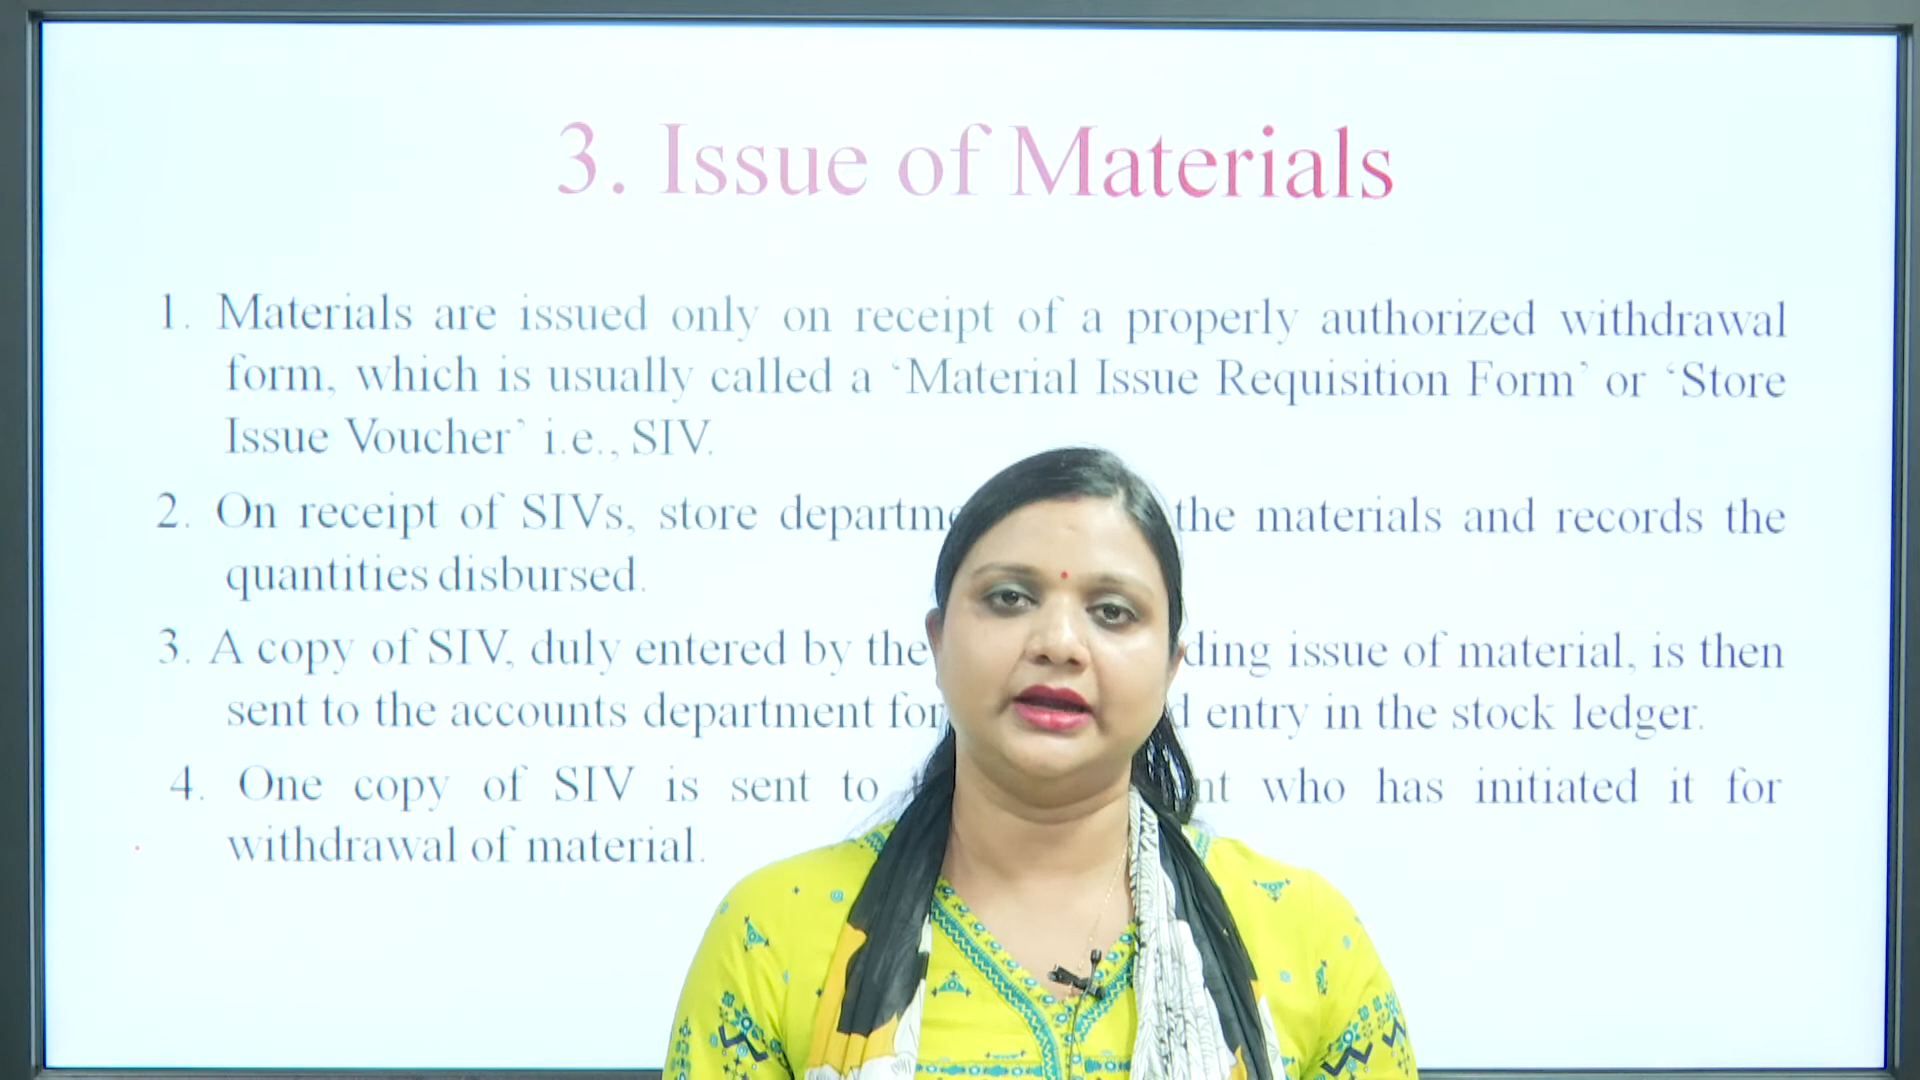 3. Issue of Materials
1. Materials are issued only on receipt of a properly authorized withdrawal
form, which is usually called a ‘Material Issue Requisition Form’ or ‘Store
Issue Voucher’ i.e., SIV.
2. On receipt of SIVs, store the materials and records the
quantities disbursed.
3. A copy of SIV, duly entered by the issue of material, is then
sent to the accounts department for entry in the stock ledger.
4. One copy of SIV is sent to who has initiated it for
withdrawal of material.